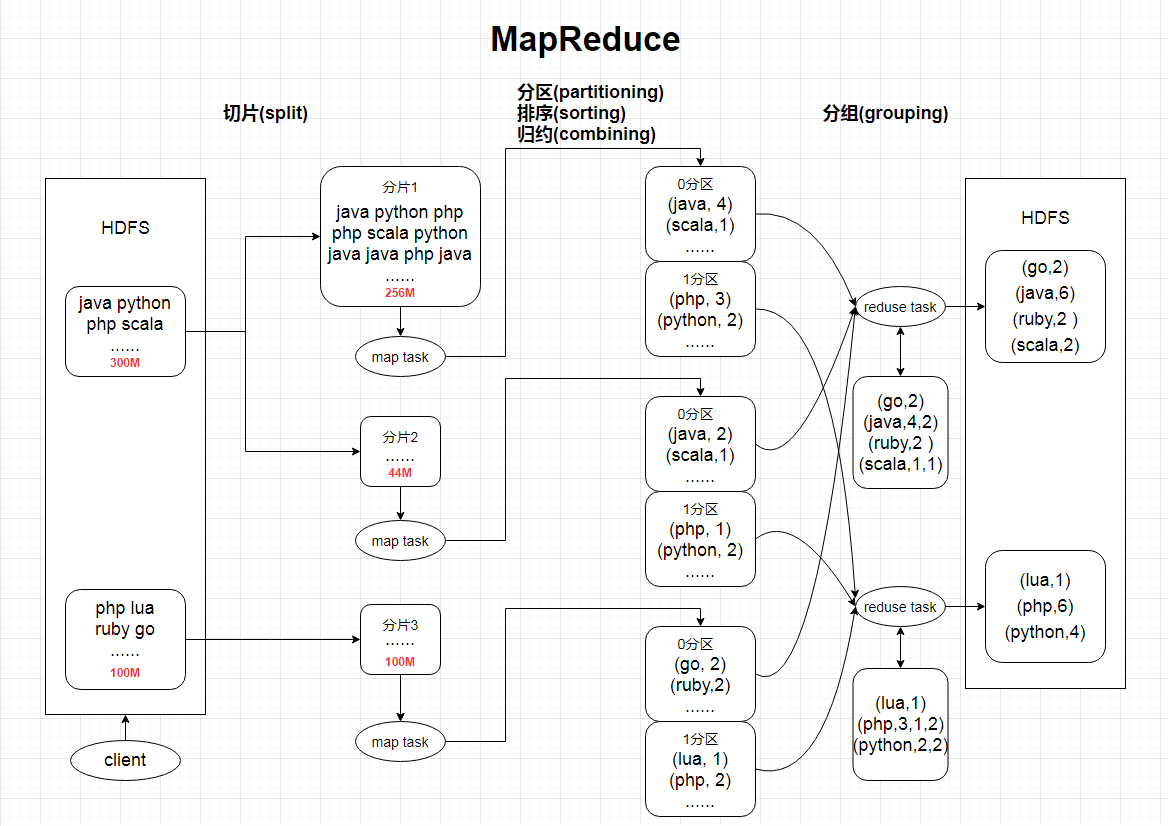 MapReduce
切片(split)
分区(partitioning)
排序(sorting)
归约(combining)
分组(grouping)
HDFS
java python
php scala
......
300M
php lua
ruby go
......
100M
client
分片1
java python php
php scala python
java java php java
......
256M
map task
分片2
......
44M
map task
分片3
......
100M
map task
0分区
(java, 4)
(scala,1)
......
1分区
(php, 3)
(python, 2)
......
0分区
(java, 2)
(scala,1)
......
1分区
(php, 1)
(python, 2)
......
0分区
(go, 2)
(ruby,2)
......
1分区
(lua, 1)
(php, 2)
......
reduse task
(go,2)
(java,4,2)
(ruby,2 )
(scala,1,1)
reduse task
(lua,1)
(php,3,1,2)
(python,2,2)
HDFS
(go,2)
(java,6)
(ruby,2 )
(scala,2)
(lua,1)
(php,6)
(python,4)